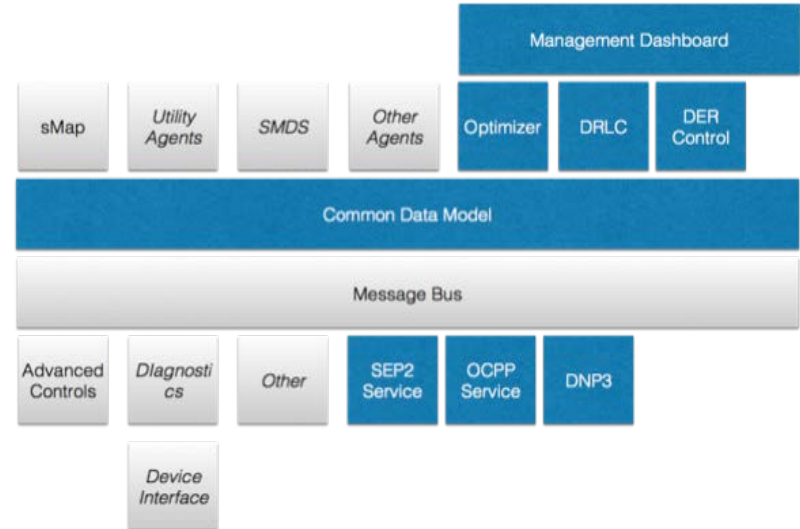 Management Dashboard
sMap
Utility
Agents
SMDS
Other
Agents
Optimizer
DRLC
DER
Control
Common Data Model
Message Bus
Advanced
Controls
DIagnosti
cs
Other
SEP2
Service
OCPP
Service
DNP3
Device
Interface